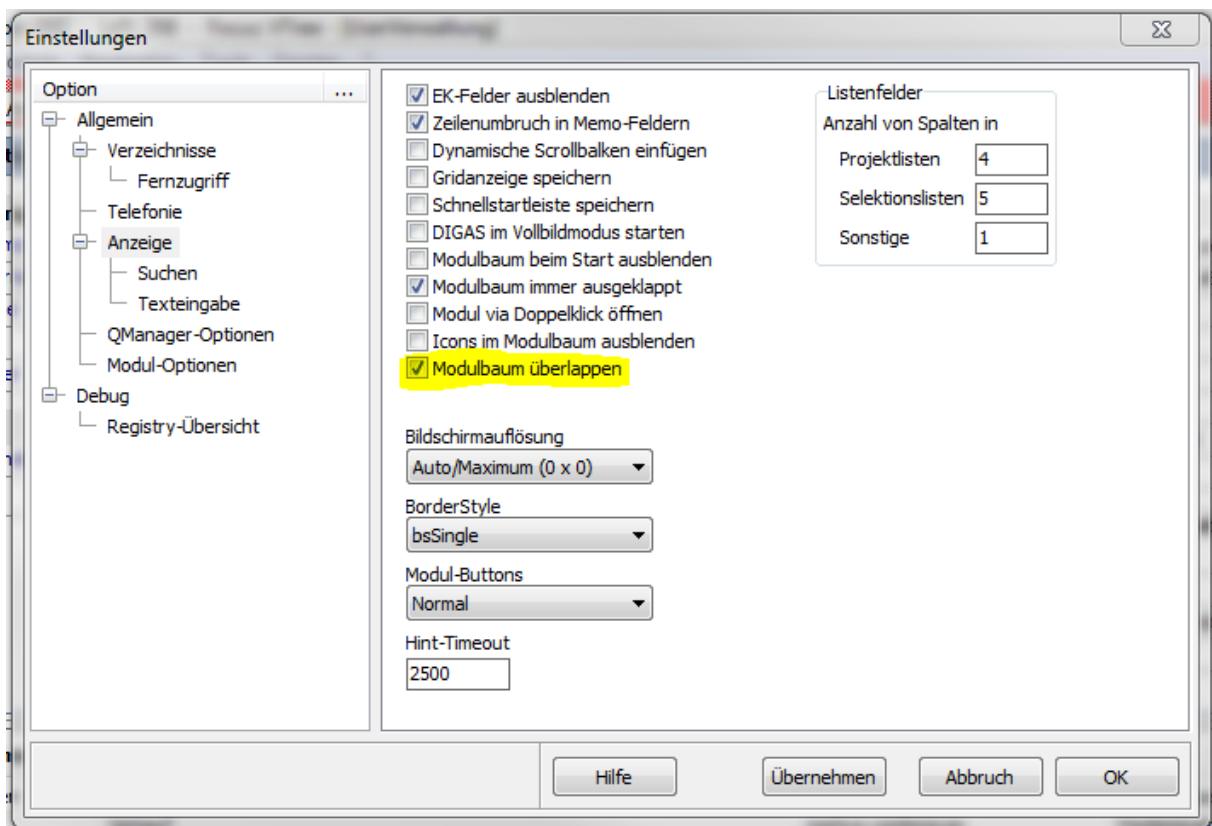 Einstellungen
Option ...
Allgemein
Verzeichnisse
Fernzugriff
Telefonie
Anzeige
Suchen
Texteingabe
QManager-Optionen
Modul-Optionen
Debug
Registry-Übersicht
EK-Felder ausblenden
Zeilenumbruch in Memo-Feldern
Dynamische Scrollbalken einfügen
Gridanzeige speichern
Schnellstartleiste speichern
DIGAS im Vollbildmodus starten
Modulbaum beim Start ausblenden
Modulbaum immer ausgeklappt
Modul via Doppelklick öffnen
Icons im Modulbaum ausblenden
Modulbaum überlappen
Bildschirmauflösung
Auto/Maximum (0 x 0)
BorderStyle
bsSingle
Modul-Buttons
Normal
Hint-Timeout
2500
Listenfelder
Anzahl von Spalten in
Projektlisten 4
Selektionslisten 5
Sonstige 1
Hilfe
Übernehmen
Abbruch
OK